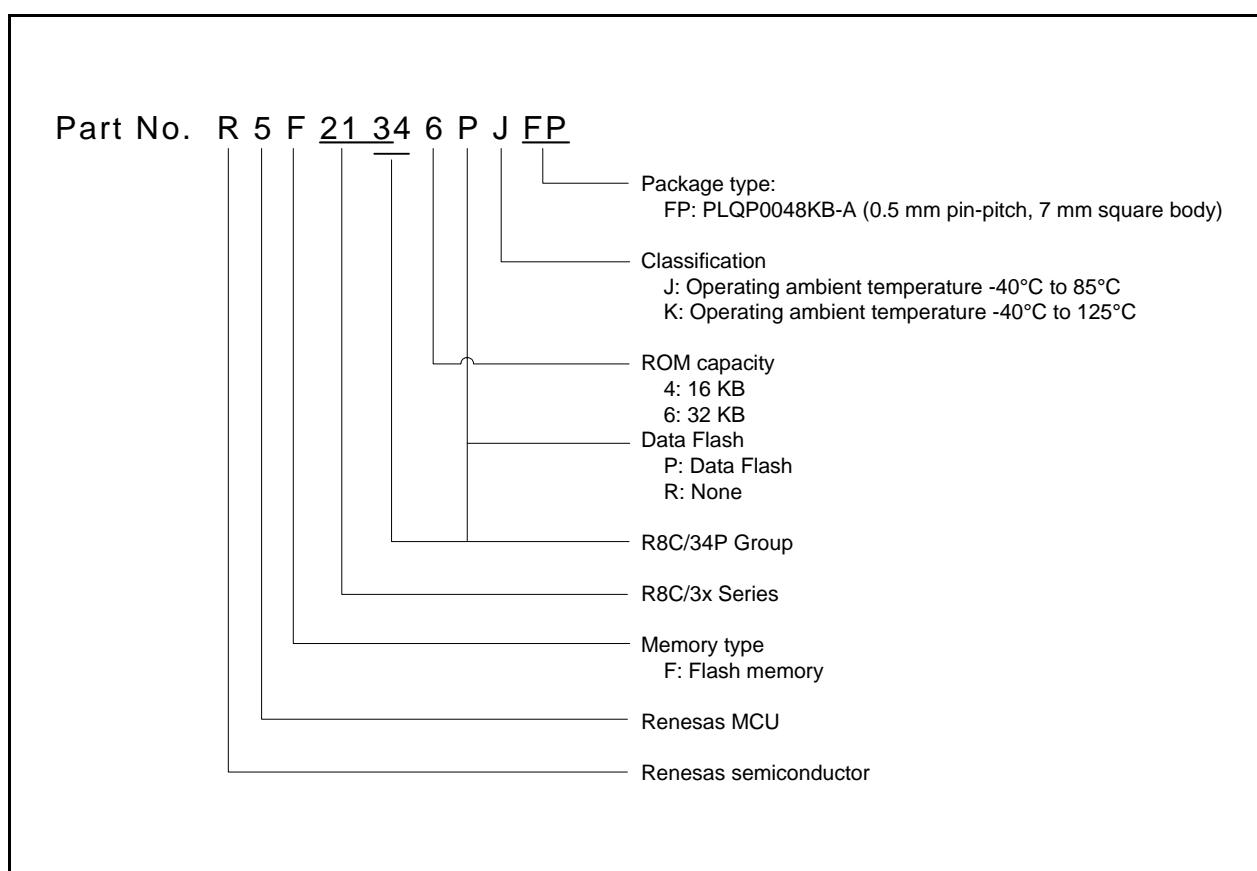 Part No. R 5 F 21 34 6 P J FP
Package type:
FP: PLQP0048KB-A (0.5 mm pin-pitch, 7 mm square body)
Classification
J: Operating ambient temperature -40°C to 85°C
K: Operating ambient temperature -40°C to 125°C
ROM capacity
4: 16 KB
6: 32 KB
Data Flash
P: Data Flash
R: None
R8C/34P Group
R8C/3x Series
Memory type
F: Flash memory
Renesas MCU
Renesas semiconductor